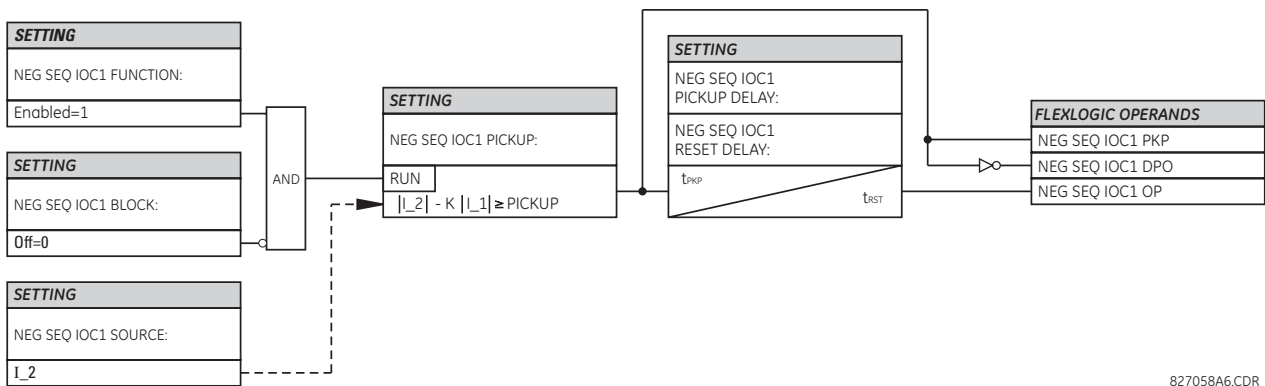 SETTING
NEG SEQ IOC1 FUNCTION:
Enabled=1
SETTING
NEG SEQ IOC1 BLOCK:
Off=0
SETTING
NEG SEQ IOC1 SOURCE:
I_2
AND
SETTING
NEG SEQ IOC1 PICKUP:
RUN
|I_2| - K |I_1| ≥ PICKUP
SETTING
NEG SEQ IOC1
PICKUP DELAY:
NEG SEQ IOC1
RESET DELAY:
tPKP
tRST
FLEXLOGIC OPERANDS
NEG SEQ IOC1 PKP
NEG SEQ IOC1 DPO
NEG SEQ IOC1 OP
827058A6.CDR